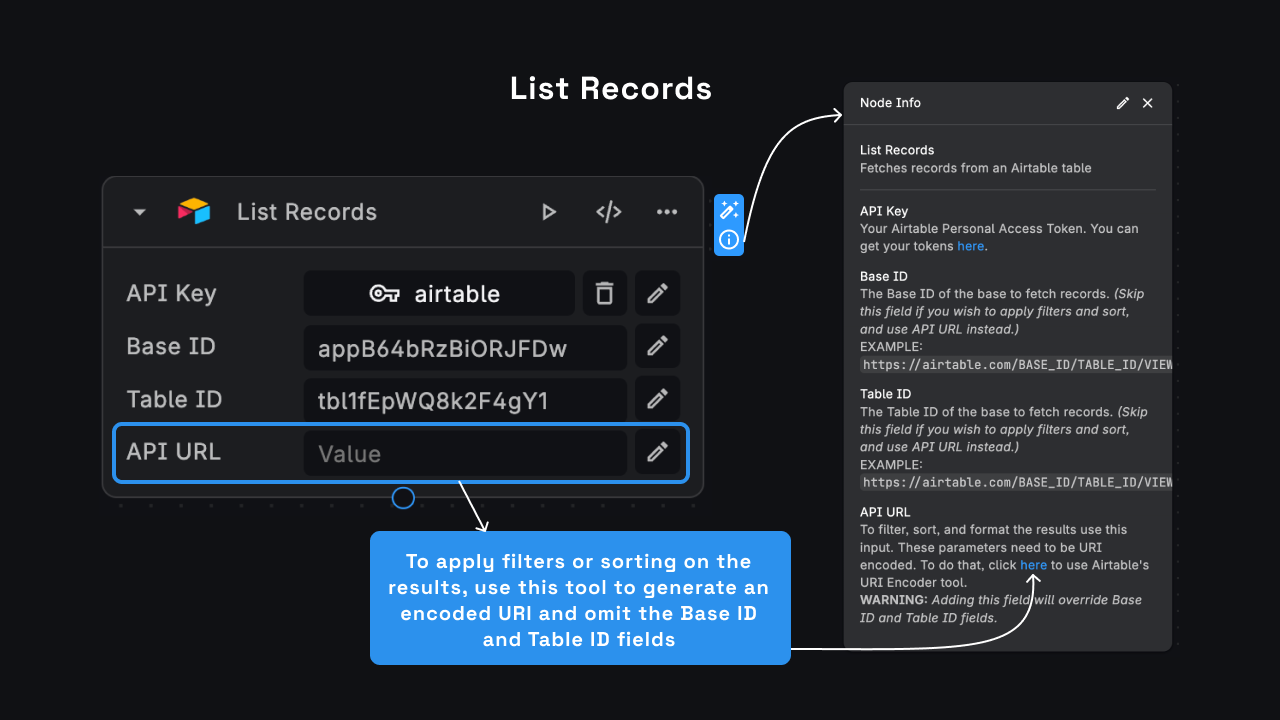 List Records
List Records
API Key
airtable
Base ID
appB64bRzBiORJFDw
Table ID
tbl1fEpWQ8k2F4gY1
API URL
Value
To apply filters or sorting on the
results, use this tool to generate an
encoded URI and omit the Base ID
and Table ID fields
Node Info
List Records
Fetches records from an Airtable table
API Key
Your Airtable Personal Access Token. You can
get your tokens here.
Base ID
The Base ID of the base to fetch records. (Skip
this field if you wish to apply filters and sort,
and use API URL instead.)
EXAMPLE:
https://airtable.com/BASE_ID/TABLE_ID/VIEW
Table ID
The Table ID of the base to fetch records. (Skip
this field if you wish to apply filters and sort,
and use API URL instead.)
EXAMPLE:
https://airtable.com/BASE_ID/TABLE_ID/VIEW
API URL
To filter, sort, and format the results use this
input. These parameters need to be URI
encoded. To do that, click here to use Airtable's
URI Encoder tool.
WARNING: Adding this field will override Base
ID and Table ID fields.